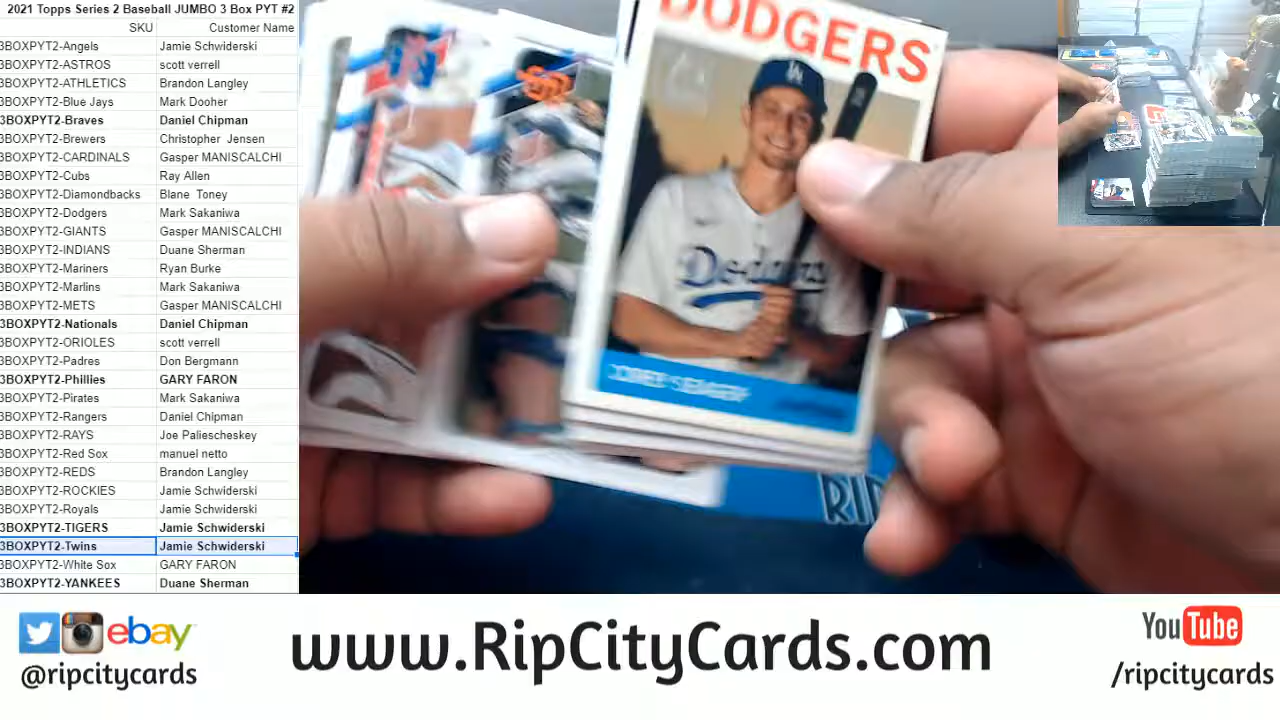 2021 Topps Series 2 Baseball JUMBO 3 Box PYT #2
SKU Customer Name
3BOXPYT2-Angels Jamie Schwiderski
3BOXPYT2-ASTROS scott verrell
3BOXPYT2-ATHLETICS Brandon Langley
3BOXPYT2-Blue Jays Mark Dooher
3BOXPYT2-Braves Daniel Chipman
3BOXPYT2-Brewers Christopher Jensen
3BOXPYT2-CARDINALS Gasper MANISCALCHI
3BOXPYT2-Cubs Ray Allen
3BOXPYT2-Diamondbacks Blane Toney
3BOXPYT2-Dodgers Mark Sakaniwa
3BOXPYT2-GIANTS Gasper MANISCALCHI
3BOXPYT2-INDIANS Duane Sherman
3BOXPYT2-Mariners Ryan Burke
3BOXPYT2-Marlins Mark Sakaniwa
3BOXPYT2-METS Gasper MANISCALCHI
3BOXPYT2-Nationals Daniel Chipman
3BOXPYT2-ORIOLES scott verrell
3BOXPYT2-Padres Don Bergmann
3BOXPYT2-Phillies GARY FARON
3BOXPYT2-Pirates Mark Sakaniwa
3BOXPYT2-Rangers Daniel Chipman
3BOXPYT2-RAYS Joe Paliescheskey
3BOXPYT2-Red Sox manuel netto
3BOXPYT2-REDS Brandon Langley
3BOXPYT2-ROCKIES Jamie Schwiderski
3BOXPYT2-Royals Jamie Schwiderski
3BOXPYT2-TIGERS Jamie Schwiderski
3BOXPYT2-Twins Jamie Schwiderski
3BOXPYT2-White Sox GARY FARON
3BOXPYT2-YANKEES Duane Sherman
DODGERS
LA
Dodgers
COREY SEAGER
RIP
ebay
@ripcitycards
www.RipCityCards.com
YouTube
/ripcitycards